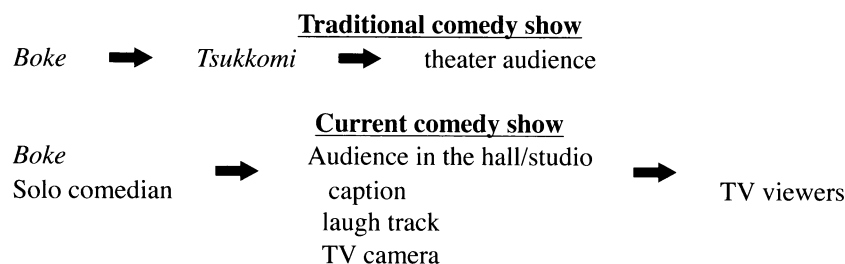 Traditional comedy show
Boke Tsukkomi theater audience
Current comedy show
Boke Audience in the hall/studio
Solo comedian caption TV viewers
laugh track
TV camera